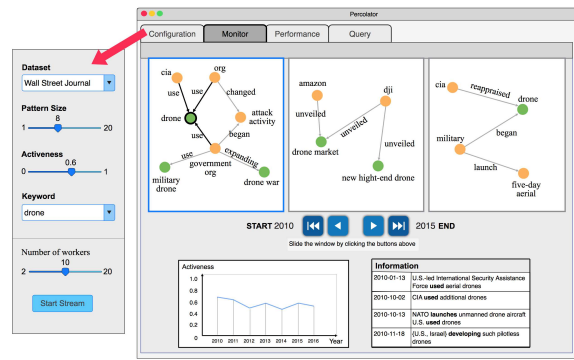 Percolator
Configuration
Monitor
Performance
Query
Dataset
Wall Street Journal
Pattern Size
8
1
20
Activeness
0.6
0
1
Keyword
drone
Number of workers
10
2
20
Start Stream
cia
org
use
use
changed
drone
attack
activity
use
began
use
government
org
expanding
military
drone
drone war
amazon
dji
unveiled
unveiled
drone market
unveiled
new hight-end drone
cia
reappraised
drone
military
began
launch
five-day
aerial
START 2010
2015 END
Slide the window by clicking the buttons above
Activeness
1.0
0.8
0.6
0.4
0.2
0
2010 2011 2012 2013 2014 2015 2016 Year
Information
2010-01-13 U.S.-led International Security Assistance
Force used aerial drones
2010-10-02 CIA used additional drones
2010-10-13 NATO launches unmanned drone aircraft
U.S. used drones
2010-11-18 {U.S., Israel} developing such pilotless
drones